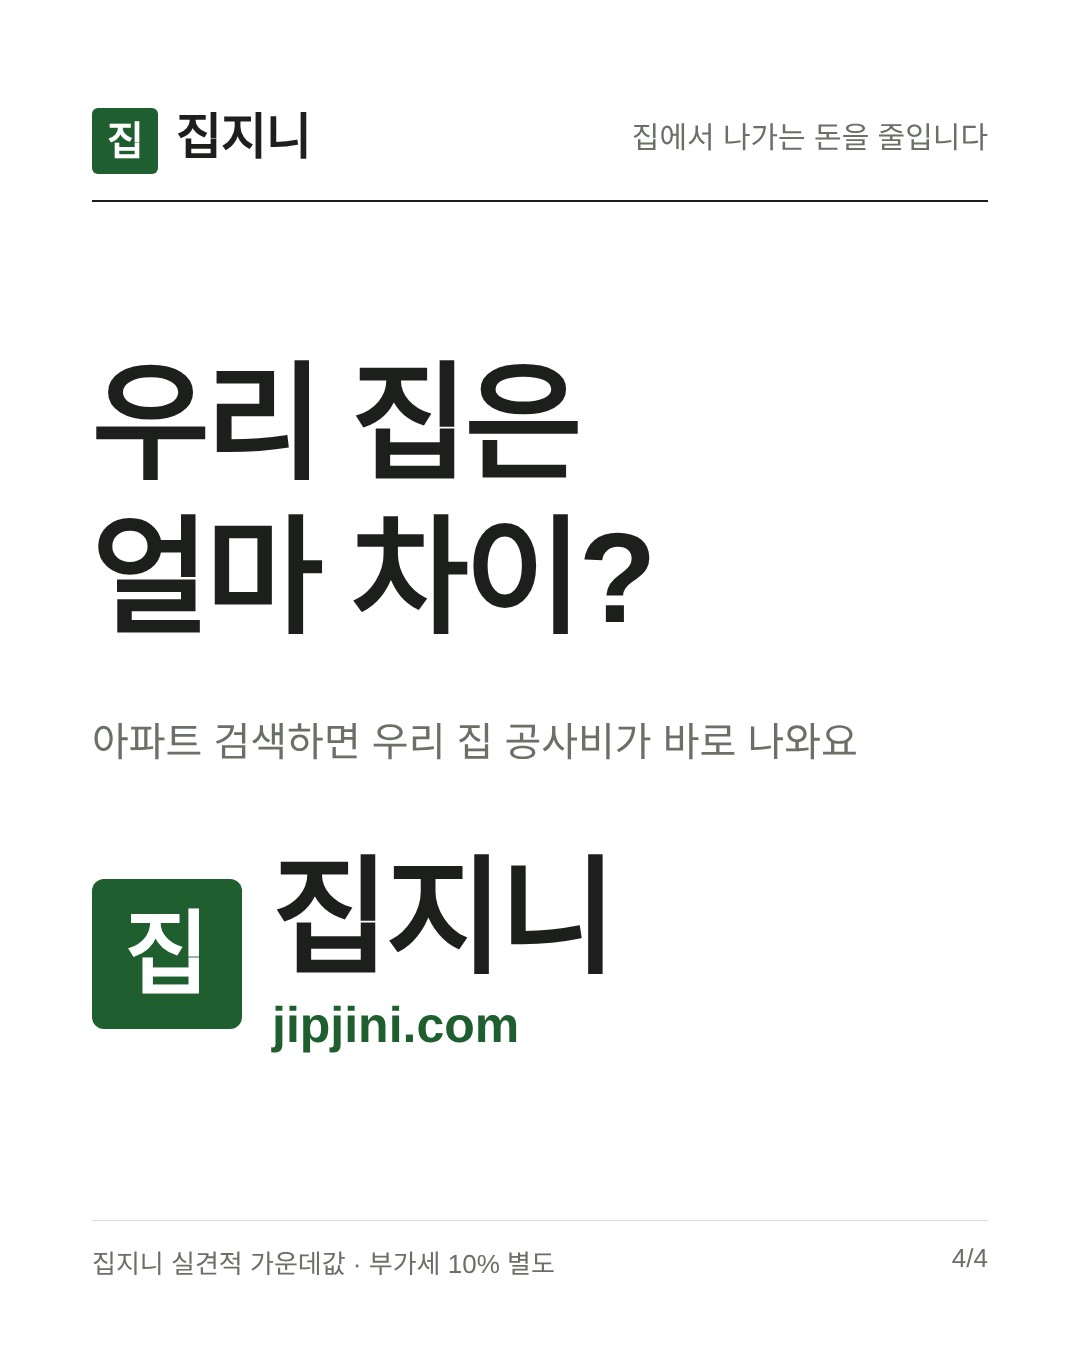 집 집지니
집에서 나가는 돈을 줄입니다
우리 집은
얼마 차이?
아파트 검색하면 우리 집 공사비가 바로 나와요
집 집지니
jipjini.com
집지니 실견적 가운데값 · 부가세 10% 별도
4/4